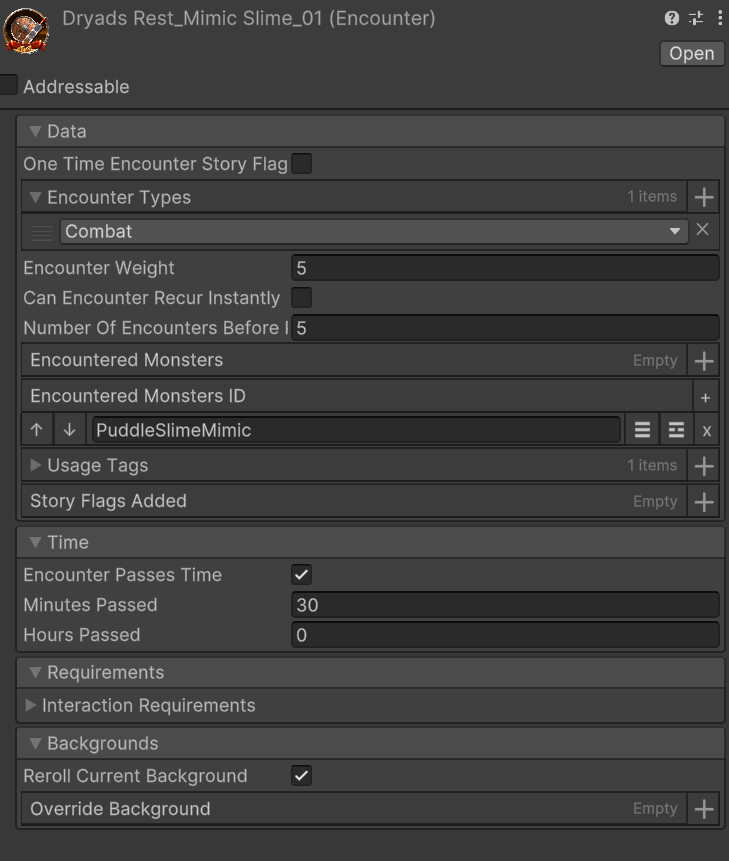 Dryads Rest_Mimic Slime_01 (Encounter)
Open
Addressable
Data
One Time Encounter Story Flag
Encounter Types 1 items
Combat
Encounter Weight 5
Can Encounter Recur Instantly
Number Of Encounters Before I 5
Encountered Monsters Empty
Encountered Monsters ID
PuddleSlimeMimic x
Usage Tags 1 items
Story Flags Added Empty
Time
Encounter Passes Time
Minutes Passed 30
Hours Passed 0
Requirements
Interaction Requirements
Backgrounds
Reroll Current Background
Override Background Empty